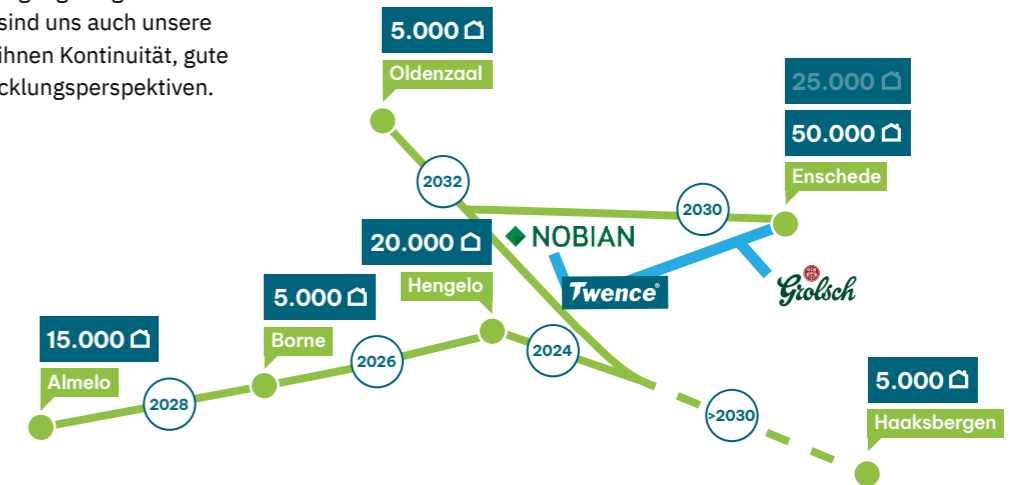 sind uns auch unsere
ihnen Kontinuität, gute
cklungsperspektiven.
5.000
Oldenzaal
25.000
50.000
Enschede
2032
2030
20.000
Hengelo
NOBIAN
Twence®
Grolsch
5.000
Borne
15.000
Almelo
2028
2026
2024
>2030
5.000
Haaksbergen